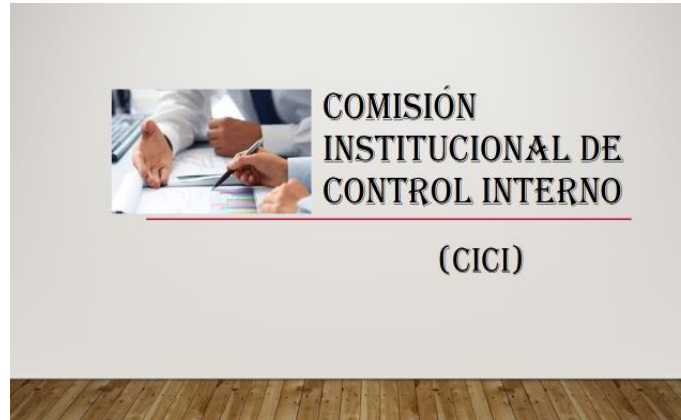 COMISIÓN
INSTITUCIONAL DE
CONTROL INTERNO
(CICI)